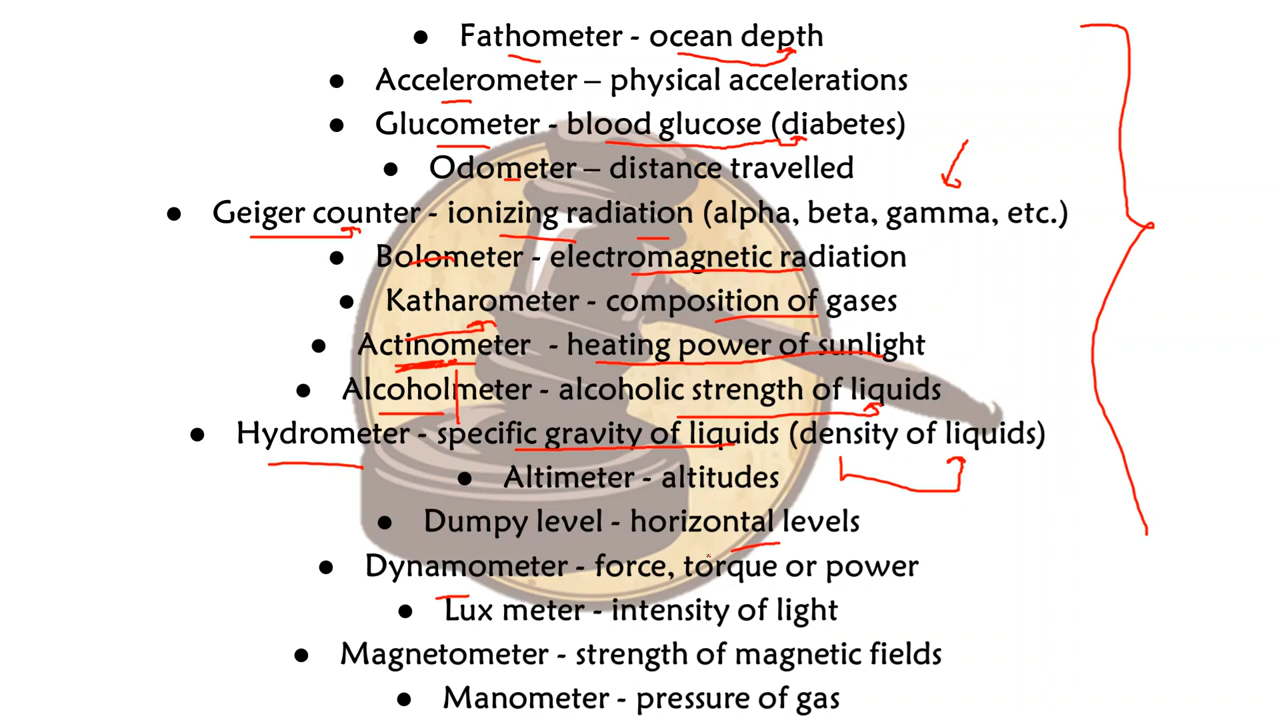 • Fathometer - ocean depth
• Accelerometer – physical accelerations
• Glucometer - blood glucose (diabetes)
• Odometer – distance travelled
• Geiger counter - ionizing radiation (alpha, beta, gamma, etc.)
• Bolometer - electromagnetic radiation
• Katharometer - composition of gases
• Actinometer - heating power of sunlight
• Alcoholmeter - alcoholic strength of liquids
• Hydrometer - specific gravity of liquids (density of liquids)
• Altimeter - altitudes
• Dumpy level - horizontal levels
• Dynamometer - force, torque or power
• Lux meter - intensity of light
• Magnetometer - strength of magnetic fields
• Manometer - pressure of gas